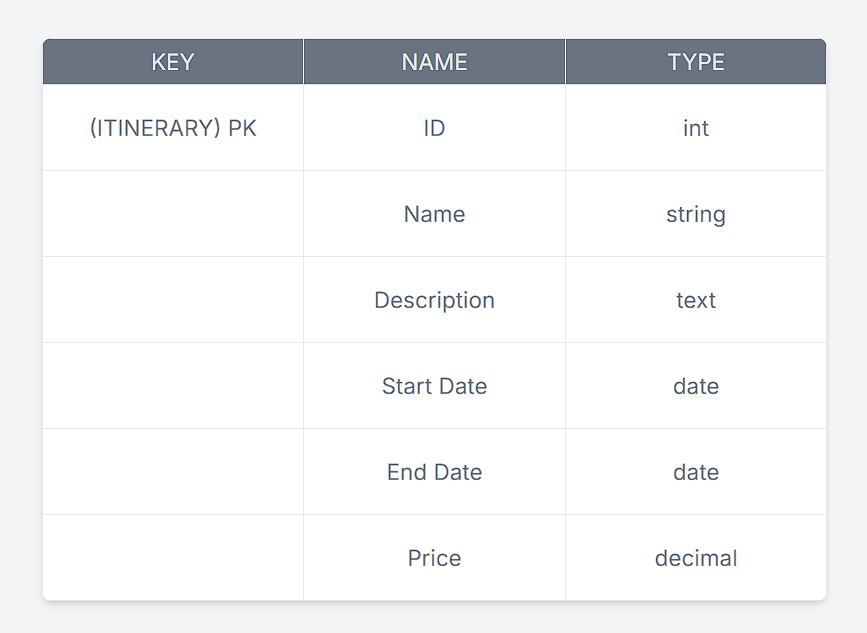 KEY NAME TYPE
(ITINERARY) PK ID int
Name string
Description text
Start Date date
End Date date
Price decimal